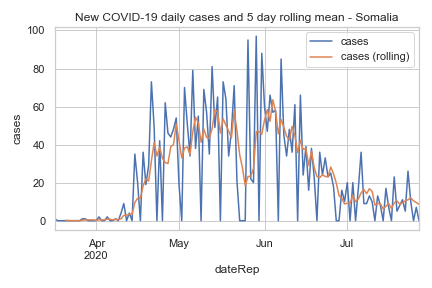 New COVID-19 daily cases and 5 day rolling mean - Somalia
cases
cases (rolling)
100
80
60
40
20
0
cases
Apr
2020
May
Jun
Jul
dateRep